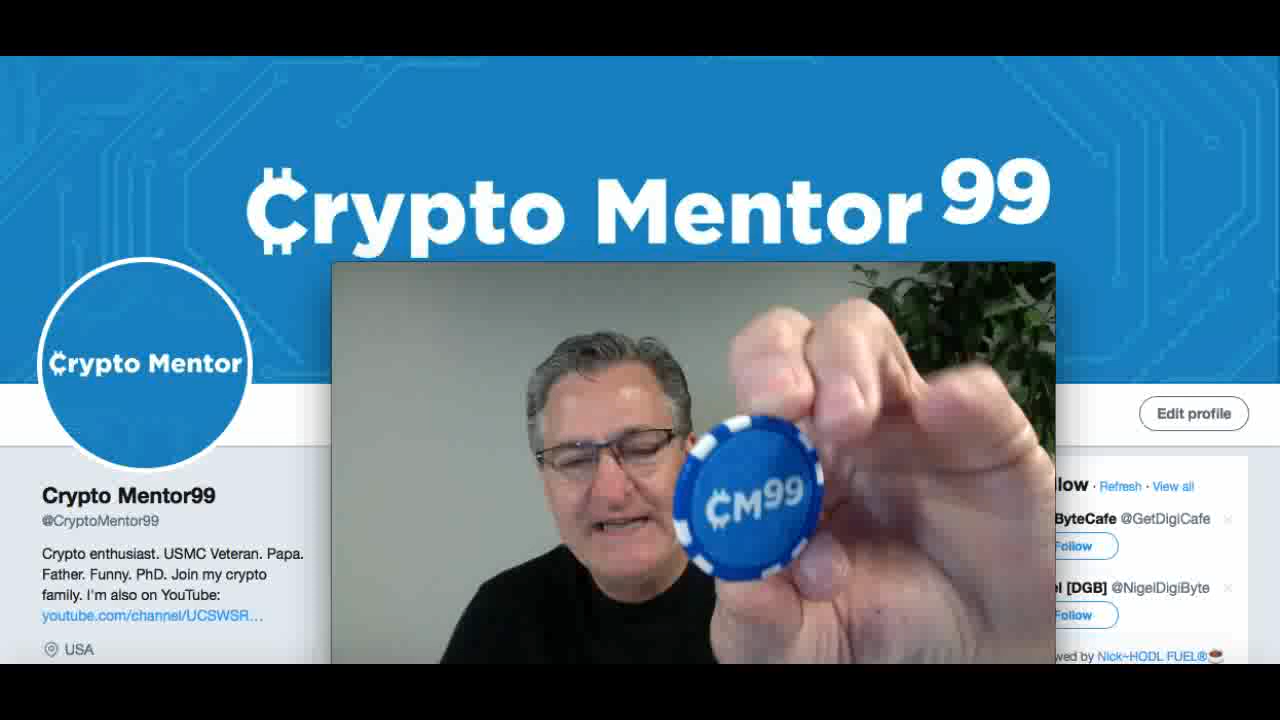 ₵rypto Mentor 99
₵rypto Mentor
Edit profile
Crypto Mentor99
@CryptoMentor99
Crypto enthusiast. USMC Veteran. Papa.
Father. Funny. PhD. Join my crypto
family. I'm also on YouTube:
youtube.com/channel/UCSWSR...
USA
₵M99
low · Refresh · View all
ByteCafe @GetDigiCafe
Follow
el [DGB] @NigelDigiByte
Follow
wed by Nick~HODL FUEL®